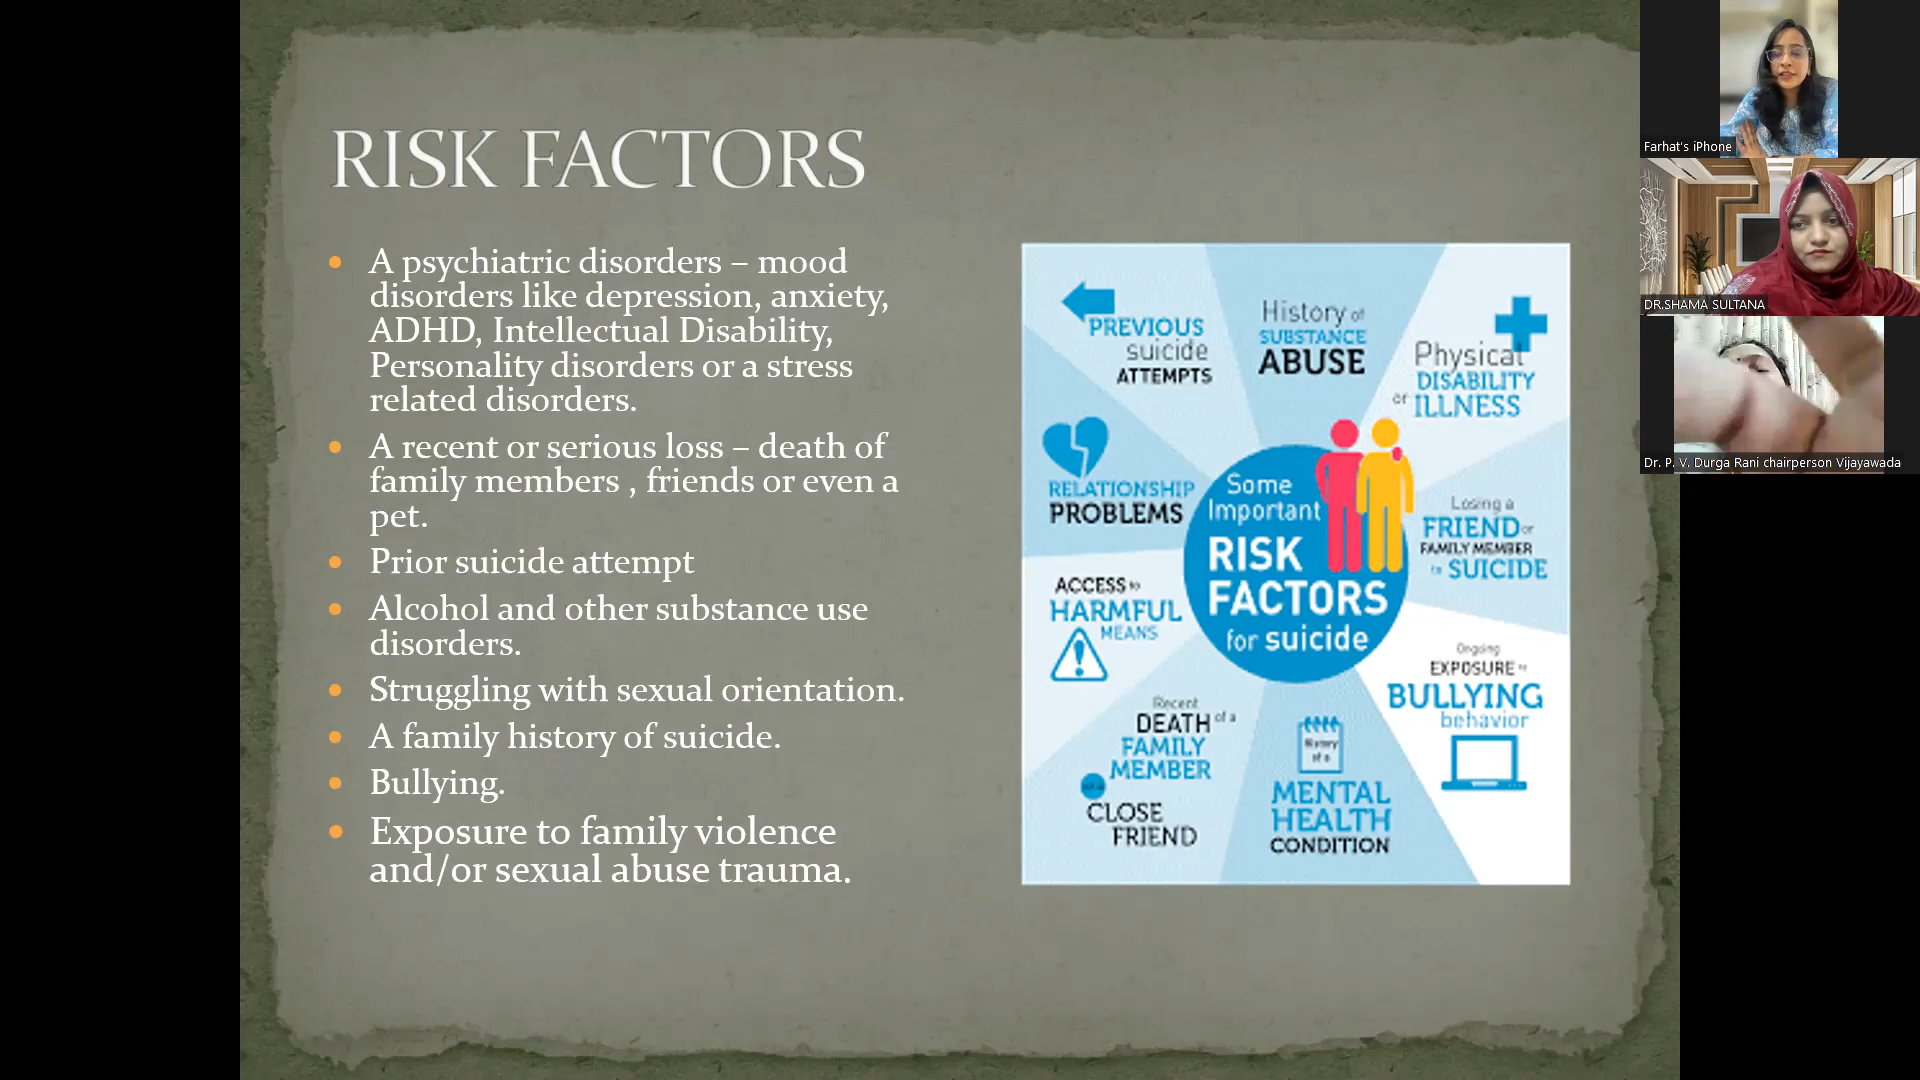 RISK FACTORS
A psychiatric disorders – mood
disorders like depression, anxiety,
ADHD, Intellectual Disability,
Personality disorders or a stress
related disorders.
A recent or serious loss – death of
family members , friends or even a
pet.
Prior suicide attempt
Alcohol and other substance use
disorders.
Struggling with sexual orientation.
A family history of suicide.
Bullying.
Exposure to family violence
and/or sexual abuse trauma.
PREVIOUS
suicide
ATTEMPTS
History of
SUBSTANCE
ABUSE
Physical
DISABILITY
or ILLNESS
RELATIONSHIP
PROBLEMS
Some
Important
RISK
FACTORS
for suicide
Losing a
FRIEND or
FAMILY MEMBER
to SUICIDE
ACCESS to
HARMFUL
MEANS
Ongoing
EXPOSURE to
BULLYING
behavior
Recent
DEATH of a
FAMILY
MEMBER
CLOSE
FRIEND
History
of a
MENTAL
HEALTH
CONDITION
Farhat's iPhone
DR.SHAMA SULTANA
Dr. P. V. Durga Rani chairperson Vijayawada